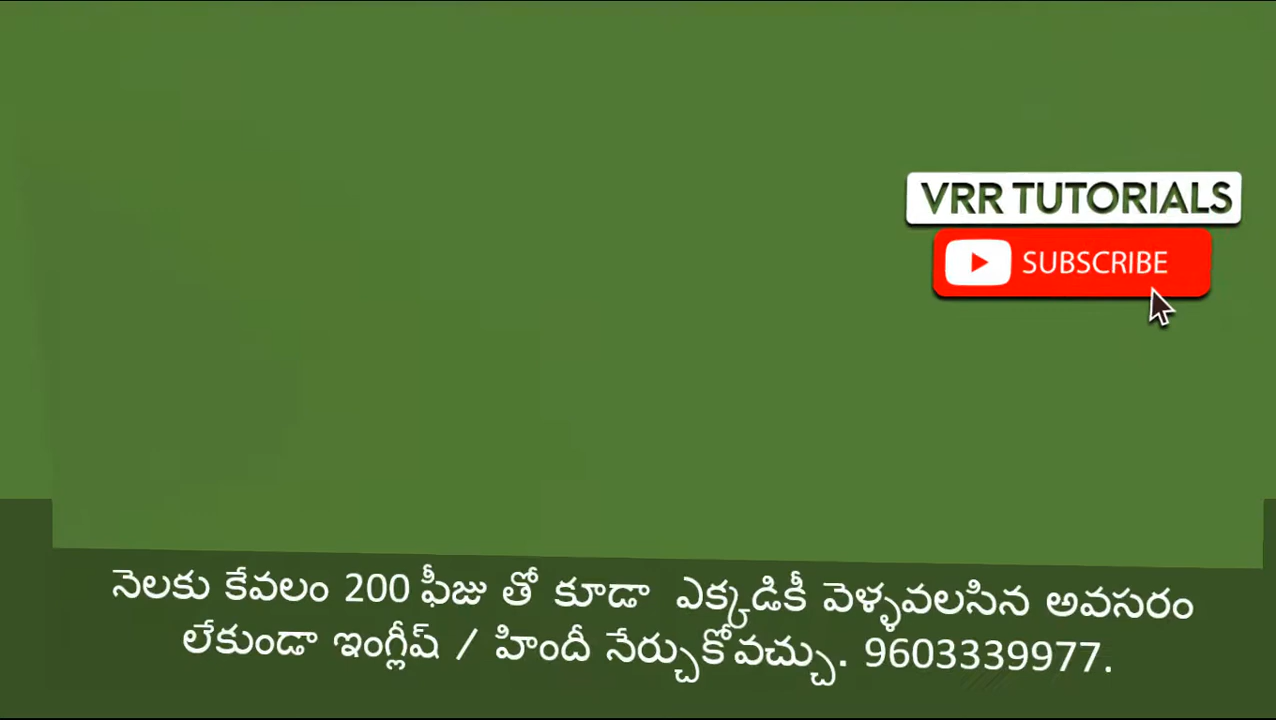 VRR TUTORIALS
SUBSCRIBE
నెలకు కేవలం 200 ఫీజు తో కూడా ఎక్కడికీ వెళ్ళవలసిన అవసరం
లేకుండా ఇంగ్లీష్ / హిందీ నేర్చుకోవచ్చు. 9603339977.